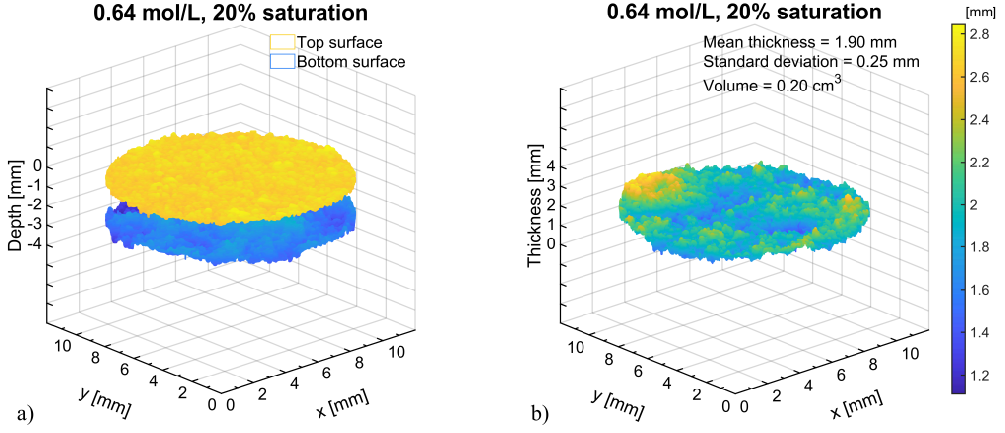 0.64 mol/L, 20% saturation
Top surface
Bottom surface
Depth [mm]
0
-1
-2
-3
-4
10
8
6
4
2
0
y [mm]
0
2
4
6
8
10
x [mm]
a)
0.64 mol/L, 20% saturation
Mean thickness = 1.90 mm
Standard deviation = 0.25 mm
Volume = 0.20 cm³
Thickness [mm]
4
3
2
1
0
10
8
6
4
2
0
y [mm]
0
2
4
6
8
10
x [mm]
b)
[mm]
2.8
2.6
2.4
2.2
2
1.8
1.6
1.4
1.2